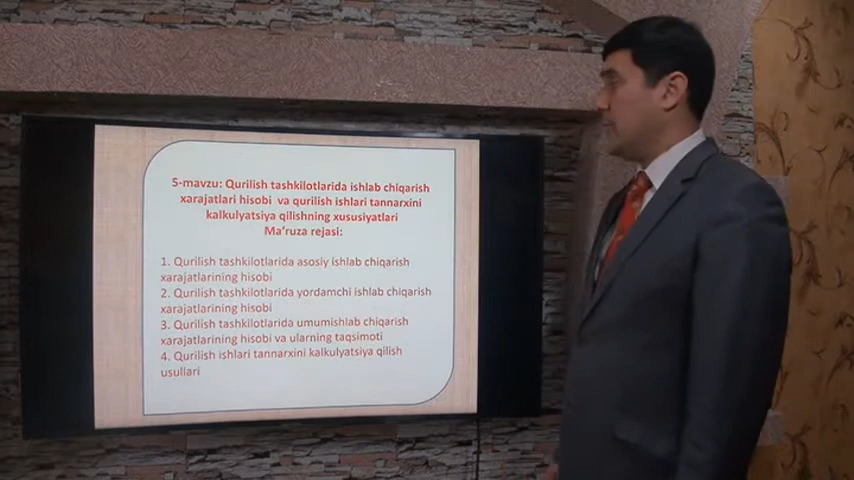 5-mavzu: Qurilish tashkilotlarida ishlab chiqarish
xarajatlari hisobi va qurilish ishlari tannarxini
kalkulyatsiya qilishning xususiyatlari
Ma'ruza rejasi:
1. Qurilish tashkilotlarida asosiy ishlab chiqarish
xarajatlarining hisobi
2. Qurilish tashkilotlarida yordamchi ishlab chiqarish
xarajatlarining hisobi
3. Qurilish tashkilotlarida umumishlab chiqarish
xarajatlarining hisobi va ularning taqsimoti
4. Qurilish ishlari tannarxini kalkulyatsiya qilish
usullari